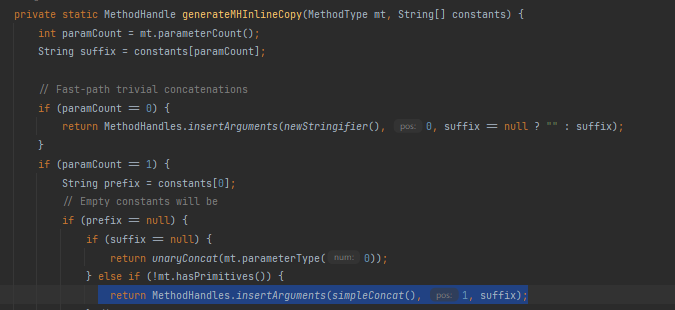 private static MethodHandle generateMHInlineCopy(MethodType mt, String[] constants) {
int paramCount = mt.parameterCount();
String suffix = constants[paramCount];
// Fast-path trivial concatenations
if (paramCount == 0) {
return MethodHandles.insertArguments(newStringifier(), pos: 0, suffix == null ? "" : suffix);
}
if (paramCount == 1) {
String prefix = constants[0];
// Empty constants will be
if (prefix == null) {
if (suffix == null) {
return unaryConcat(mt.parameterType( num: 0));
} else if (!mt.hasPrimitives()) {
return MethodHandles.insertArguments(simpleConcat(), pos: 1, suffix);